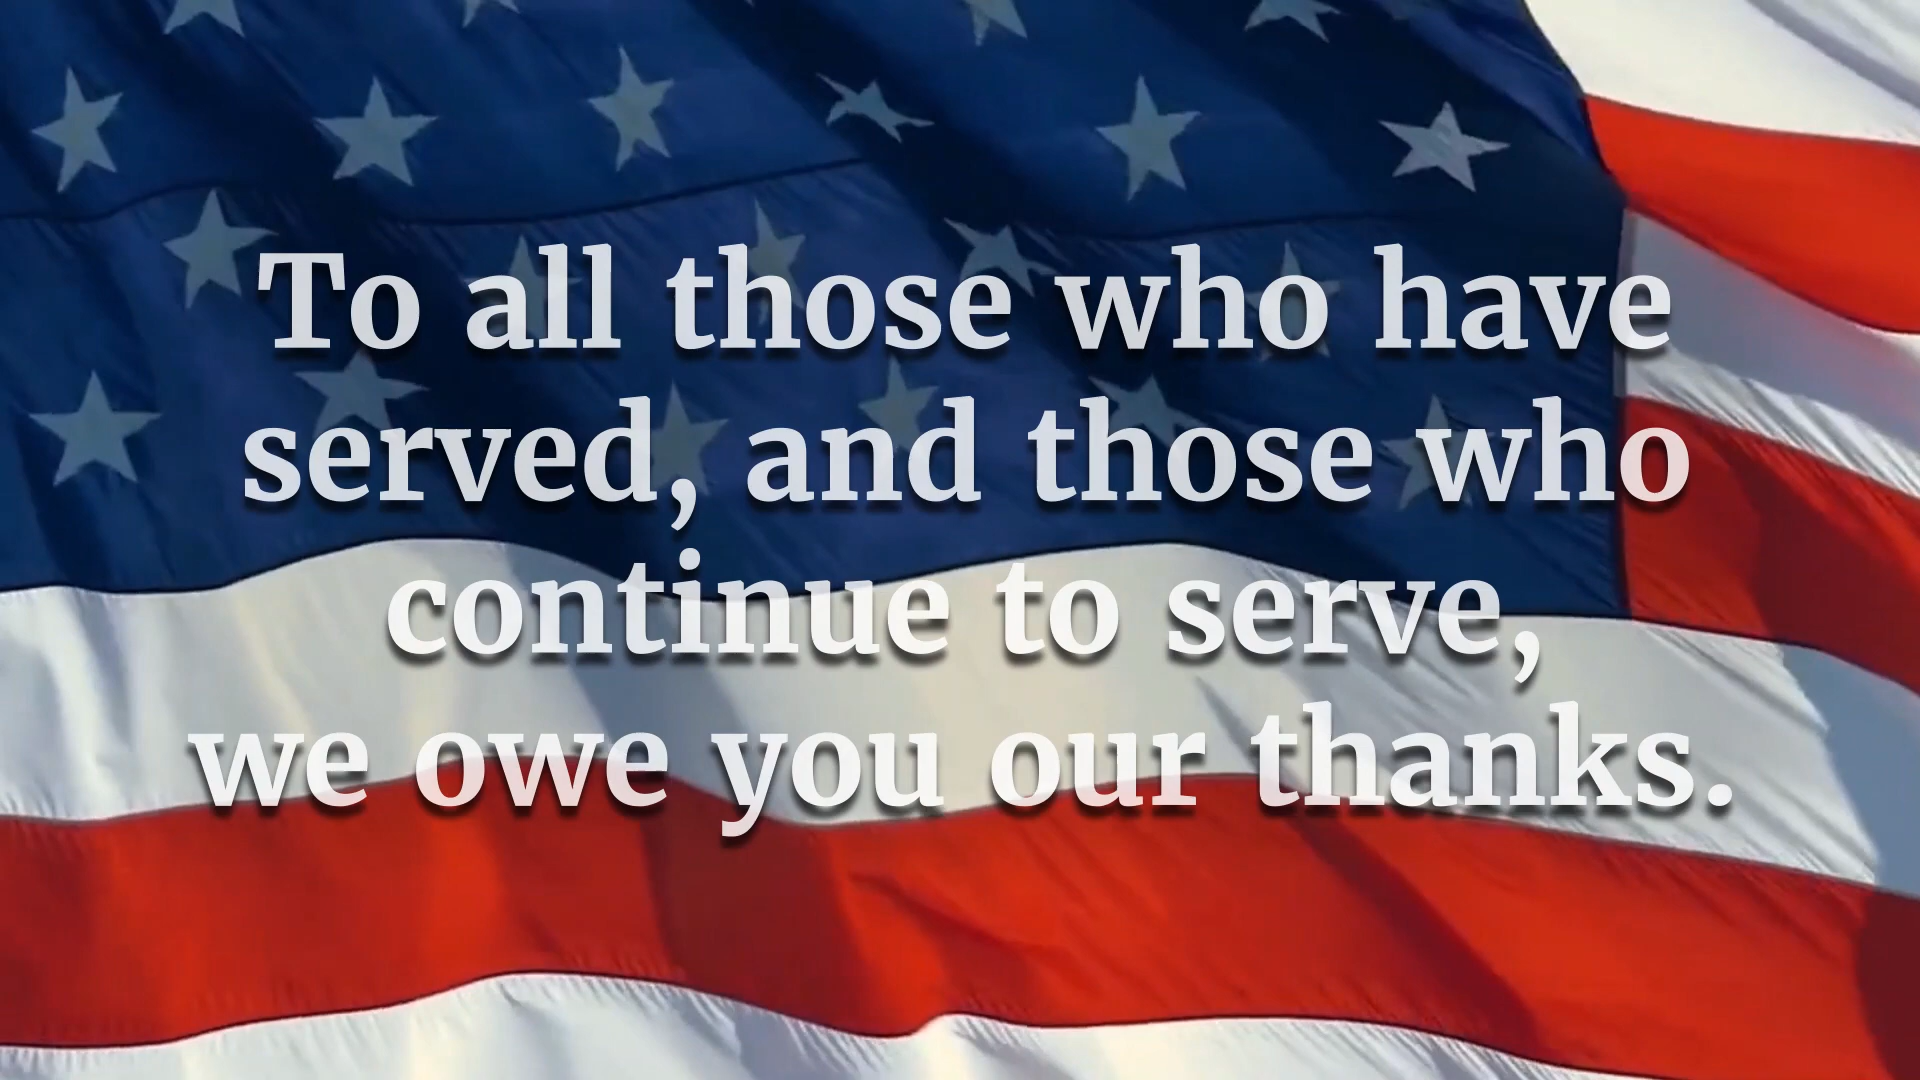 To all those who have
served, and those who
continue to serve,
we owe you our thanks.